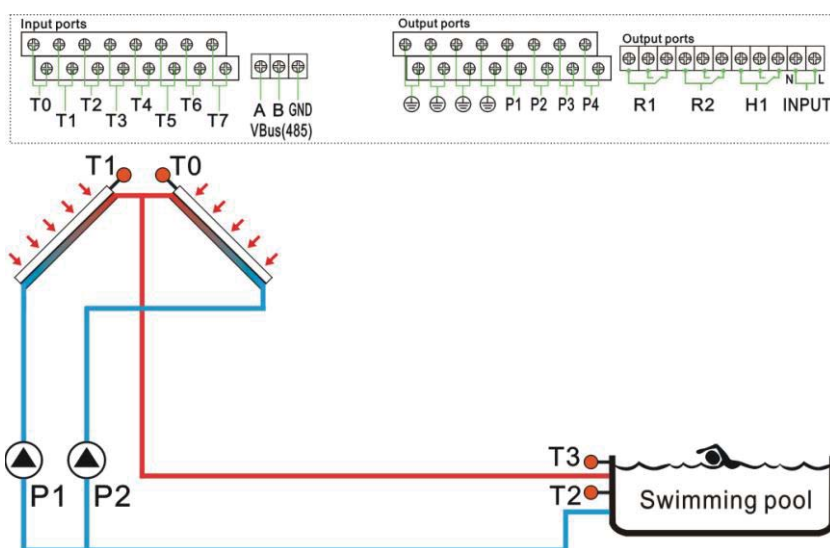 Input ports
T0 T1 T2 T3 T4 T5 T6 T7
A B GND
VBus(485)
Output ports
P1 P2 P3 P4
Output ports
N L
R1 R2 H1 INPUT
T1 T0
P1 P2
T3
T2
Swimming pool